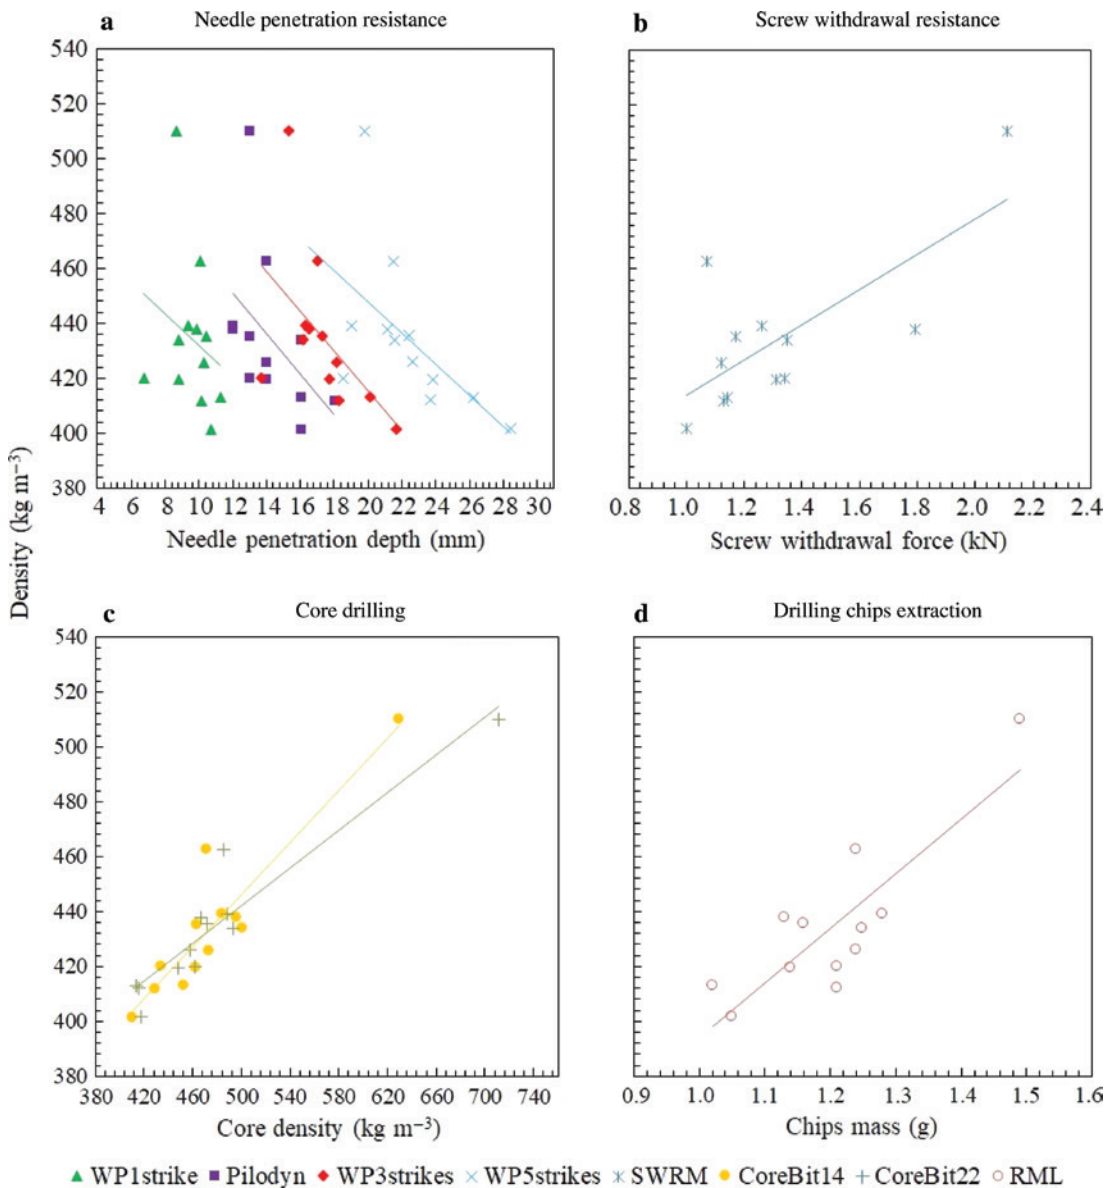 a Needle penetration resistance
540
520
500
480
460
440
420
400
380
4 6 8 10 12 14 16 18 20 22 24 26 28 30
Needle penetration depth (mm)
b Screw withdrawal resistance
0.8 1.0 1.2 1.4 1.6 1.8 2.0 2.2 2.4
Screw withdrawal force (kN)
Density (kg m⁻³)
c Core drilling
540
520
500
480
460
440
420
400
380
380 420 460 500 540 580 620 660 700 740
Core density (kg m⁻³)
d Drilling chips extraction
0.9 1.0 1.1 1.2 1.3 1.4 1.5 1.6
Chips mass (g)
WP1strike Pilodyn WP3strikes WP5strikes SWRM CoreBit14 CoreBit22 RML